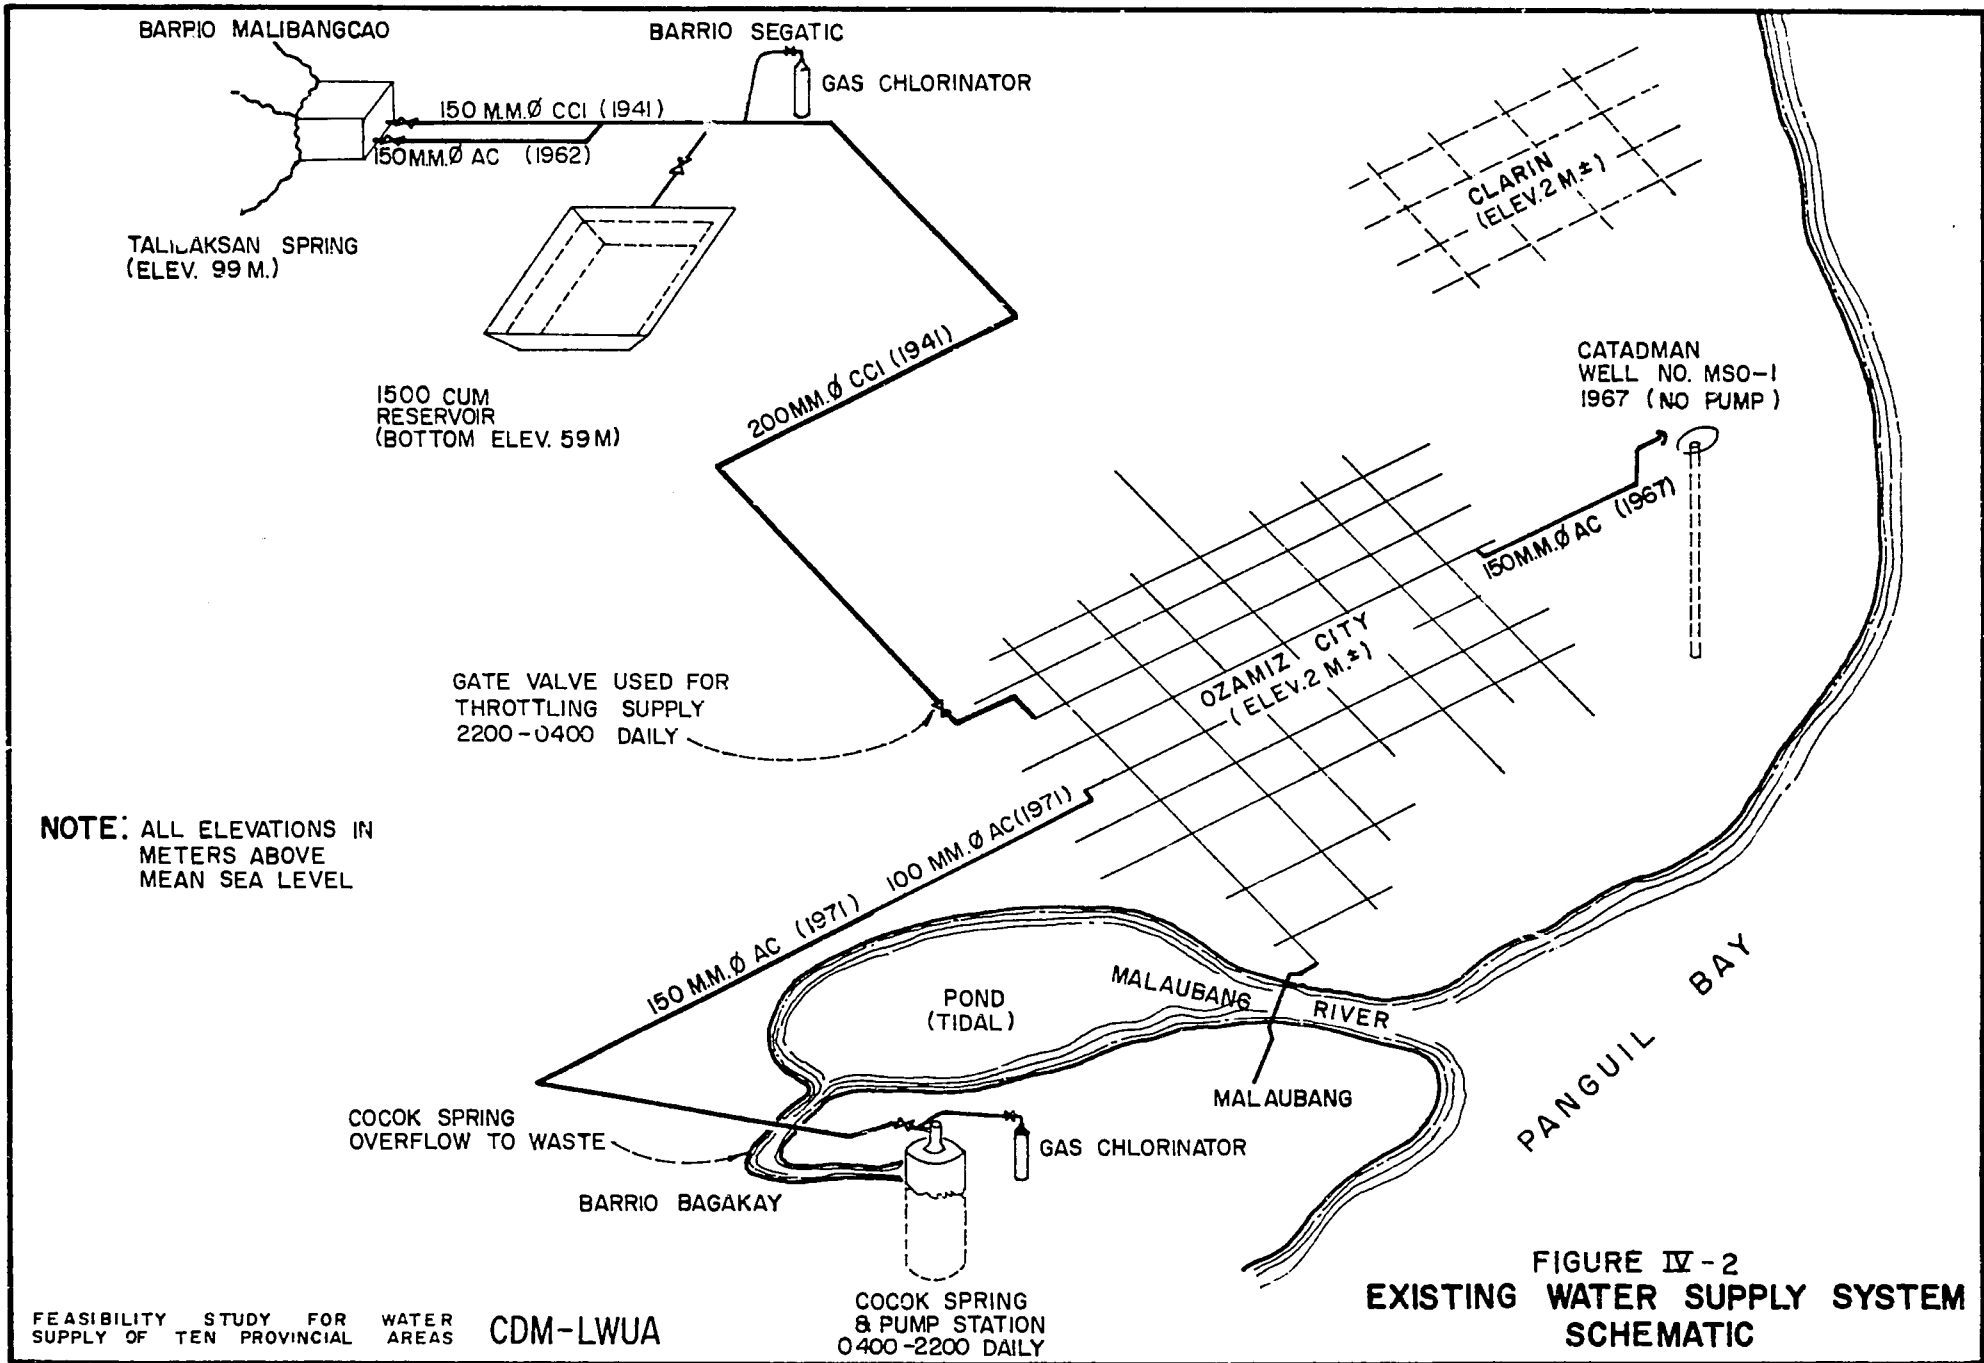 BARRIO MALIBANGCAO
BARRIO SEGATIC
GAS CHLORINATOR
150 M.M.Ø CCI (1941)
150 M.M.Ø AC (1962)
TALILAKSAN SPRING
(ELEV. 99 M.)
1500 CUM
RESERVOIR
(BOTTOM ELEV. 59 M)
200 MM.Ø CCI (1941)
CLARIN
(ELEV. 2 M.±)
CATADMAN
WELL NO. MSO-1
1967 (NO PUMP)
150 M.M.Ø AC (1967)
OZAMIZ CITY
(ELEV. 2 M.±)
GATE VALVE USED FOR
THROTTLING SUPPLY
2200-0400 DAILY
NOTE: ALL ELEVATIONS IN
METERS ABOVE
MEAN SEA LEVEL
150 M.M.Ø AC (1971) 100 MM.Ø AC (1971)
POND
(TIDAL)
MALAUBANG RIVER
MALAUBANG
PANGUIL BAY
COCOK SPRING
OVERFLOW TO WASTE
GAS CHLORINATOR
BARRIO BAGAKAY
COCOK SPRING
& PUMP STATION
0400-2200 DAILY
FIGURE IV-2
EXISTING WATER SUPPLY SYSTEM
SCHEMATIC
FEASIBILITY STUDY FOR WATER
SUPPLY OF TEN PROVINCIAL AREAS
CDM-LWUA